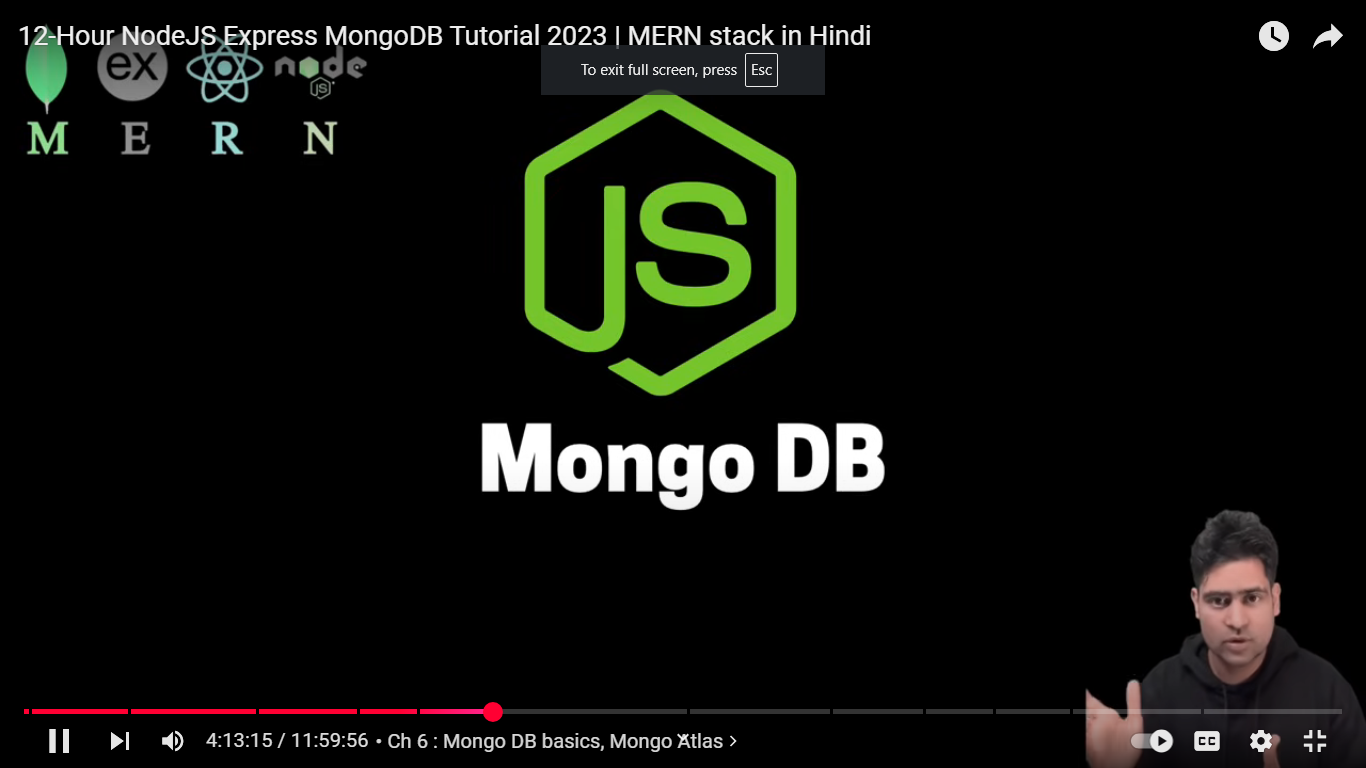 12-Hour NodeJS Express MongoDB Tutorial 2023 | MERN stack in Hindi
To exit full screen, press Esc
ex
node
JS
M E R N
JS
Mongo DB
4:13:15 / 11:59:56 • Ch 6 : Mongo DB basics, Mongo Atlas
CC